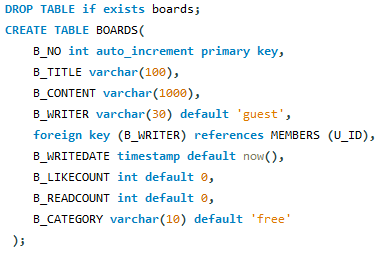 DROP TABLE if exists boards;
CREATE TABLE BOARDS(
    B_NO int auto_increment primary key,
    B_TITLE varchar(100),
    B_CONTENT varchar(1000),
    B_WRITER varchar(30) default 'guest',
    foreign key (B_WRITER) references MEMBERS (U_ID),
    B_WRITEDATE timestamp default now(),
    B_LIKECOUNT int default 0,
    B_READCOUNT int default 0,
    B_CATEGORY varchar(10) default 'free'
 );